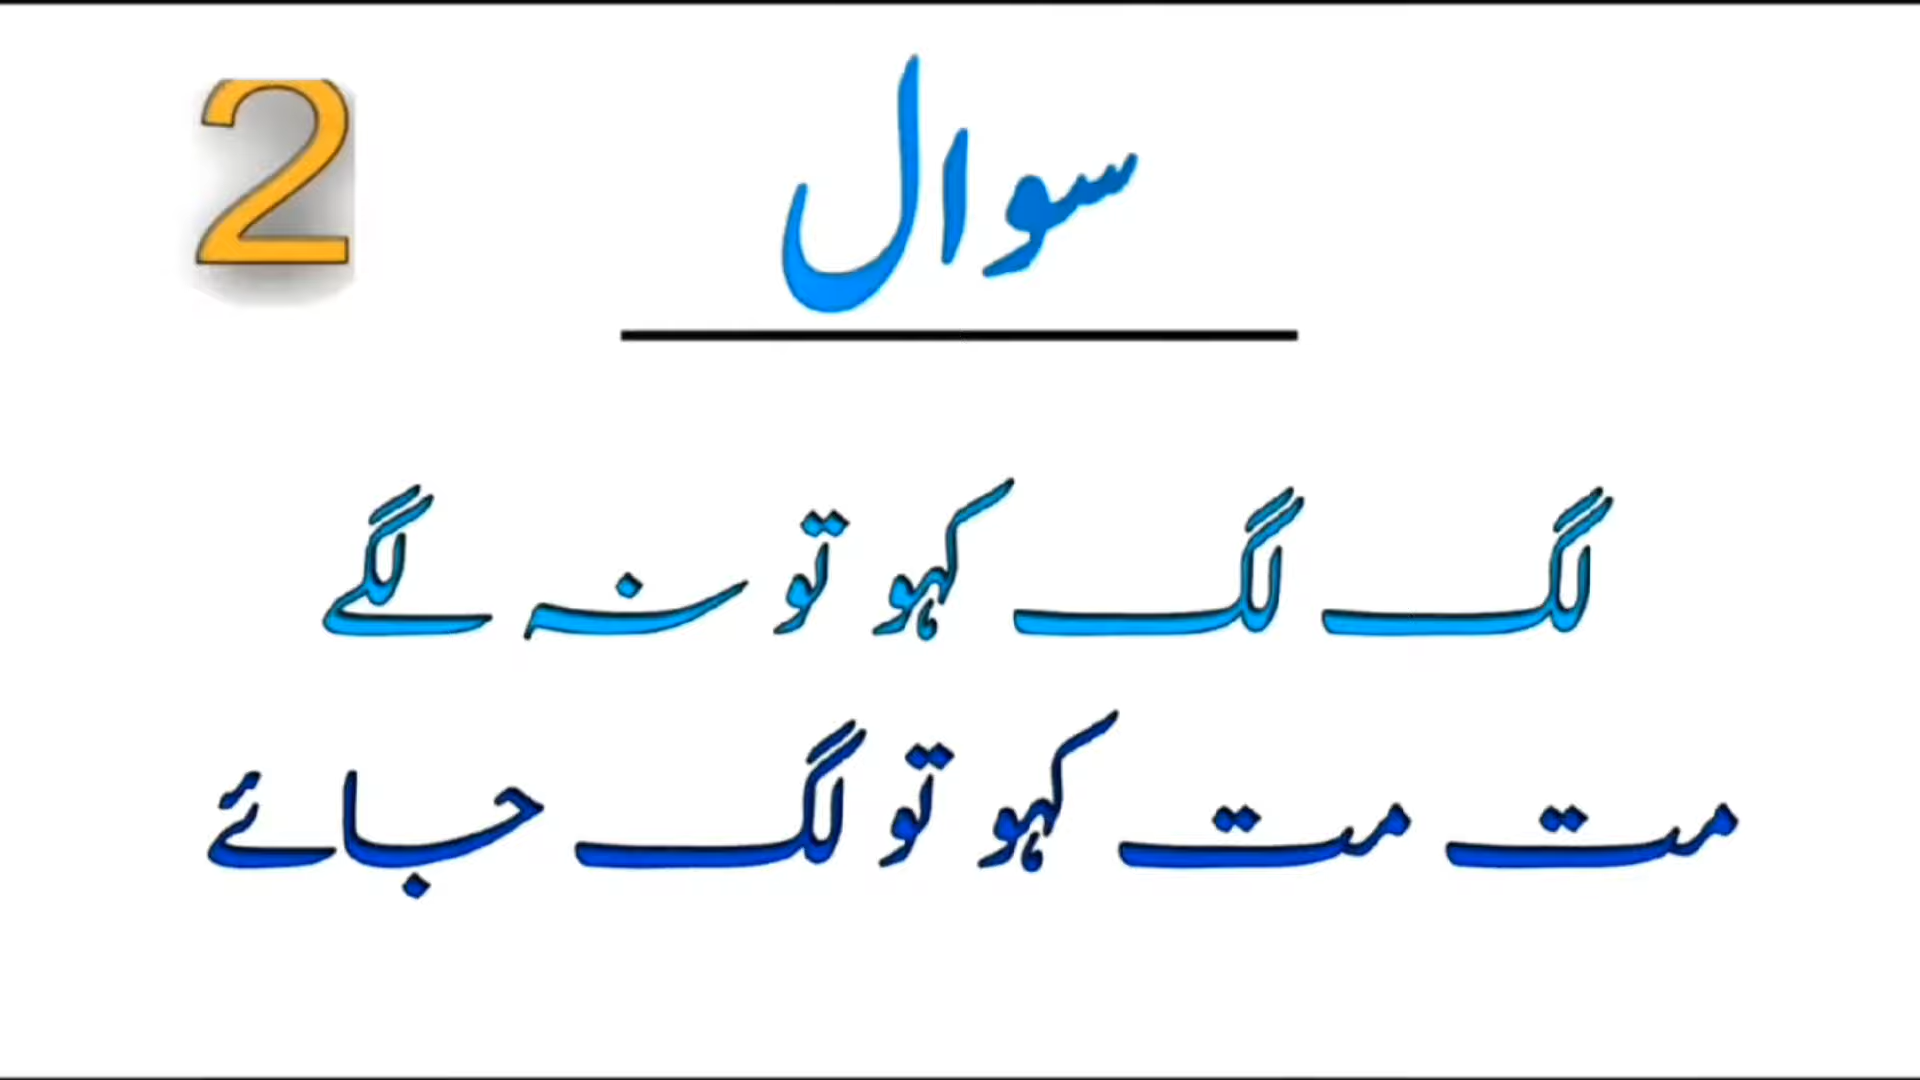 2
سوال
لگ لگ کہو تو نہ لگے
مت مت کہو تو لگ جائے